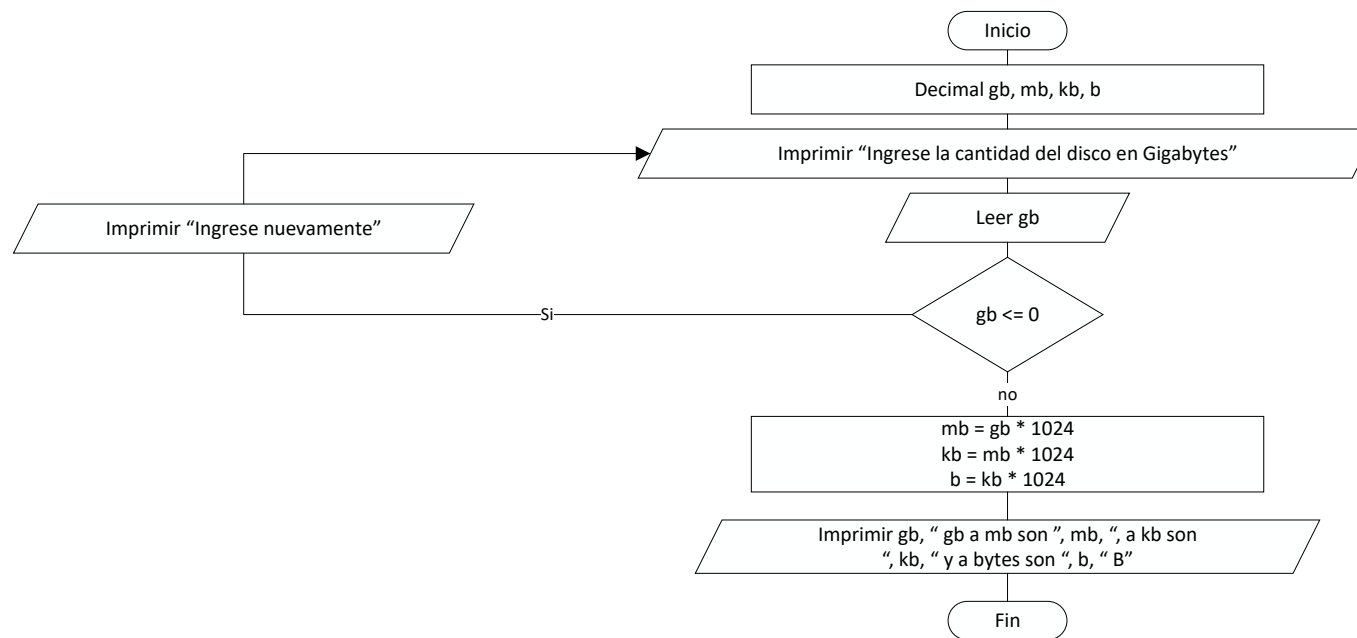 Inicio
Decimal gb, mb, kb, b
Imprimir “Ingrese la cantidad del disco en Gigabytes”
Imprimir “Ingrese nuevamente”
Leer gb
Si
gb <= 0
no
mb = gb * 1024
kb = mb * 1024
b = kb * 1024
Imprimir gb, “ gb a mb son ”, mb, “, a kb son
“, kb, “ y a bytes son “, b, “ B”
Fin